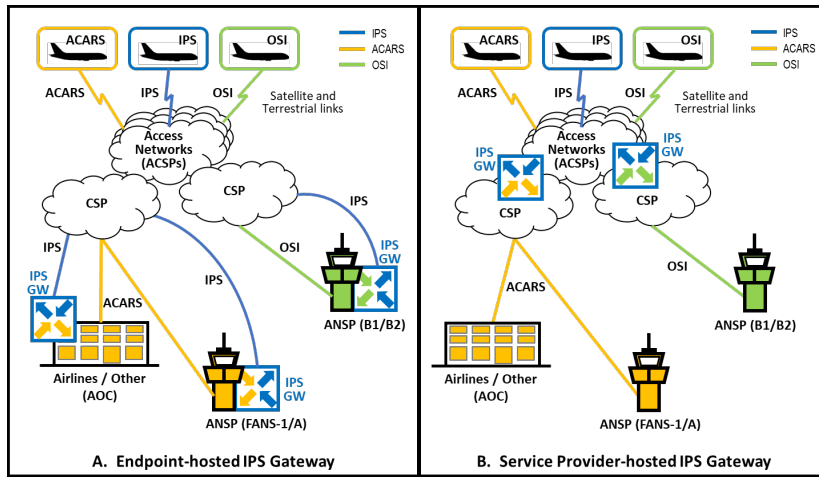 ACARS
IPS
OSI
ACARS
IPS
OSI
Satellite and
Terrestrial links
Access
Networks
(ACSPs)
CSP
CSP
IPS
IPS
IPS
OSI
IPS
GW
IPS
GW
ACARS
ANSP (B1/B2)
Airlines / Other
(AOC)
IPS
GW
ANSP (FANS-1/A)
A. Endpoint-hosted IPS Gateway
ACARS
IPS
OSI
IPS
ACARS
OSI
ACARS
IPS
OSI
Satellite and
Terrestrial links
Access
Networks
(ACSPs)
IPS
GW
IPS
GW
CSP
CSP
OSI
ACARS
ANSP (B1/B2)
Airlines / Other
(AOC)
ANSP (FANS-1/A)
B. Service Provider-hosted IPS Gateway